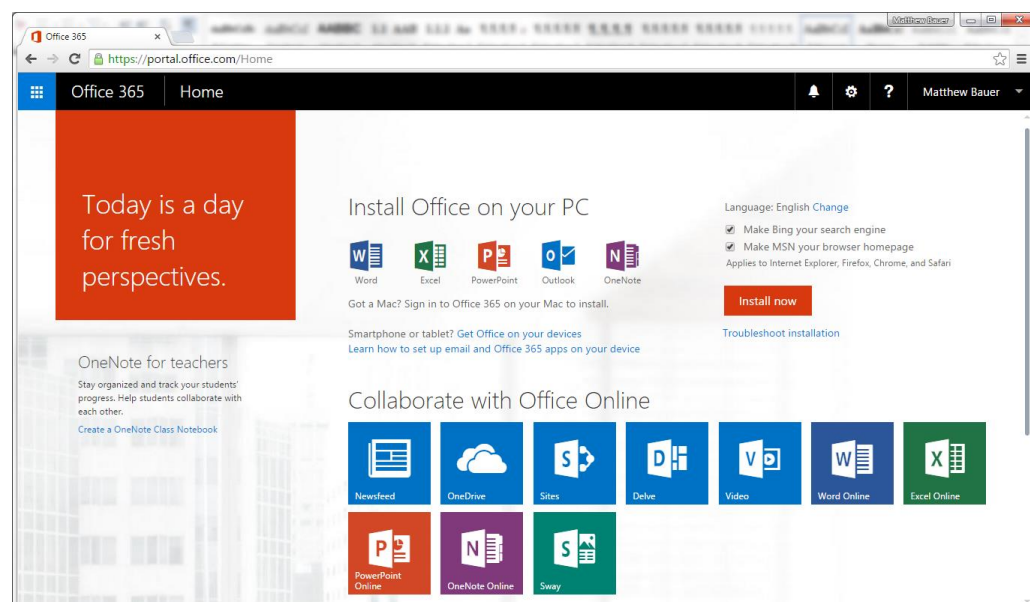 Matthew Bauer
Office 365
https://portal.office.com/Home
Office 365
Home
Matthew Bauer
Today is a day
for fresh
perspectives.
OneNote for teachers
Stay organized and track your students'
progress. Help students collaborate with
each other.
Create a OneNote Class Notebook
Install Office on your PC
Word
Excel
PowerPoint
Outlook
OneNote
Got a Mac? Sign in to Office 365 on your Mac to install.
Smartphone or tablet? Get Office on your devices
Learn how to set up email and Office 365 apps on your device
Language: English Change
Make Bing your search engine
Make MSN your browser homepage
Applies to Internet Explorer, Firefox, Chrome, and Safari
Install now
Troubleshoot installation
Collaborate with Office Online
Newsfeed
OneDrive
Sites
Delve
Video
Word Online
Excel Online
PowerPoint
Online
OneNote Online
Sway